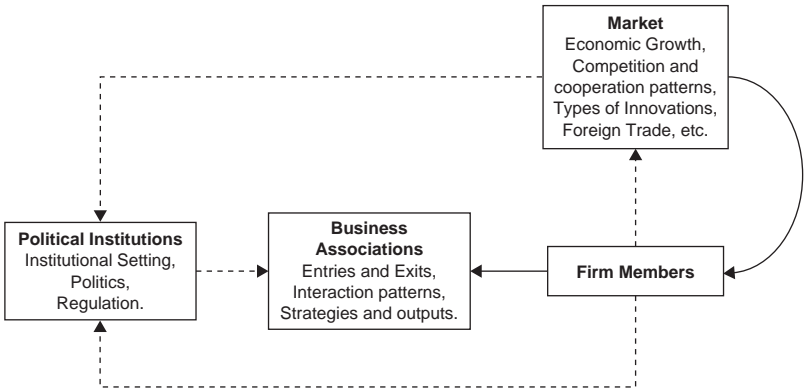 Market
Economic Growth,
Competition and
cooperation patterns,
Types of Innovations,
Foreign Trade, etc.
Political Institutions
Institutional Setting,
Politics,
Regulation.
Business
Associations
Entries and Exits,
Interaction patterns,
Strategies and outputs.
Firm Members